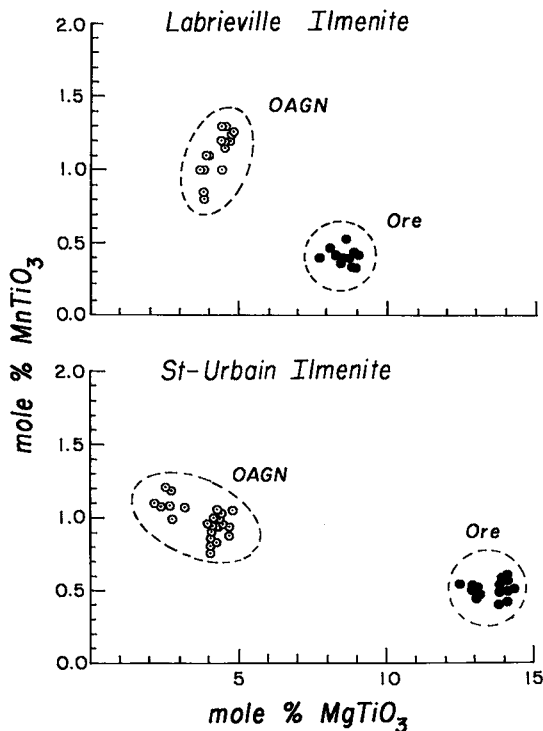 Labrieville Ilmenite
2.0
1.5
1.0
0.5
0.0
OAGN
Ore
mole % MnTiO3
St-Urbain Ilmenite
2.0
1.5
1.0
0.5
0.0
OAGN
Ore
5
10
15
mole % MgTiO3